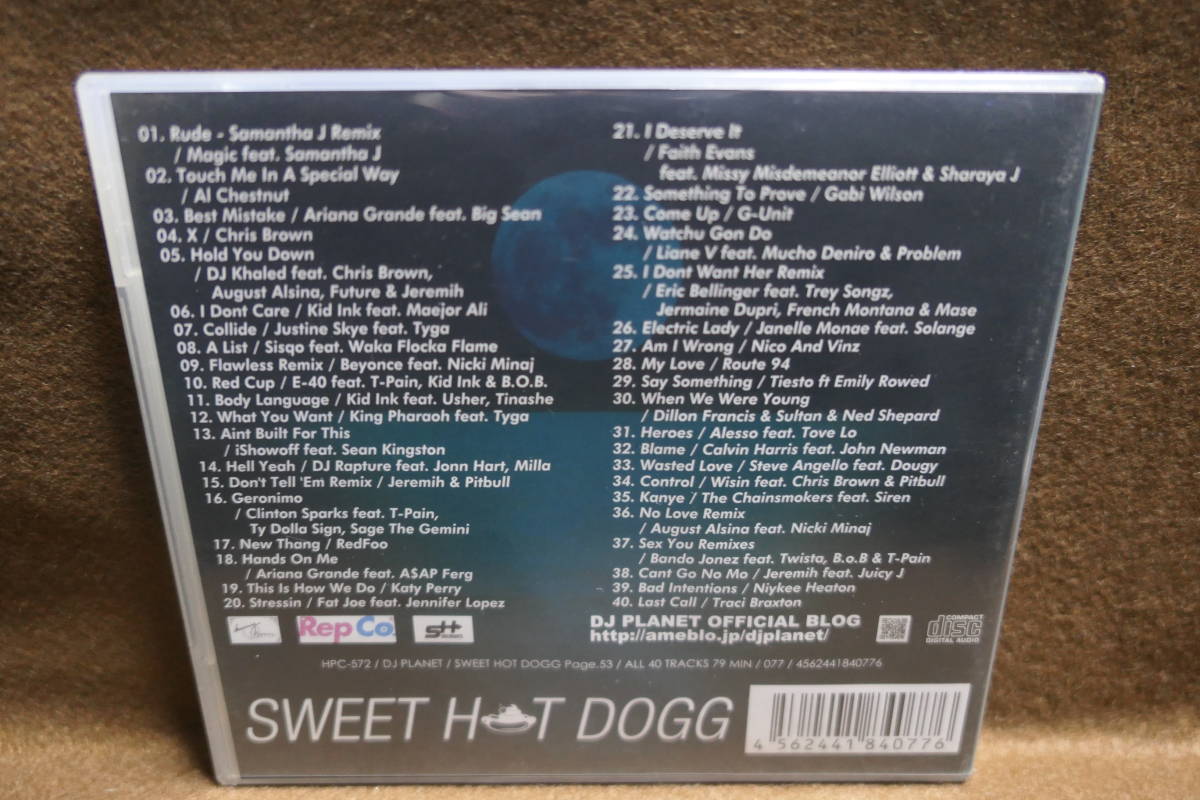 01. Rude - Samantha J Remix
/ Magic feat. Samantha J
02. Touch Me In A Special Way
/ Al Chestnut
03. Best Mistake / Ariana Grande feat. Big Sean
04. X / Chris Brown
05. Hold You Down
/ DJ Khaled feat. Chris Brown,
August Alsina, Future & Jeremih
06. I Dont Care / Kid Ink feat. Maejor Ali
07. Collide / Justine Skye feat. Tyga
08. A List / Sisqo feat. Waka Flocka Flame
09. Flawless Remix / Beyonce feat. Nicki Minaj
10. Red Cup / E-40 feat. T-Pain, Kid Ink & B.O.B.
11. Body Language / Kid Ink feat. Usher, Tinashe
12. What You Want / King Pharaoh feat. Tyga
13. Aint Built For This
/ iShowoff feat. Sean Kingston
14. Hell Yeah / DJ Rapture feat. Jonn Hart, Milla
15. Don't Tell 'Em Remix / Jeremih & Pitbull
16. Geronimo
/ Clinton Sparks feat. T-Pain,
Ty Dolla Sign, Sage The Gemini
17. New Thang / RedFoo
18. Hands On Me
/ Ariana Grande feat. A$AP Ferg
19. This Is How We Do / Katy Perry
20. Stressin / Fat Joe feat. Jennifer Lopez
21. I Deserve It
/ Faith Evans
feat. Missy Misdemeanor Elliott & Sharaya J
22. Something To Prove / Gabi Wilson
23. Come Up / G-Unit
24. Watchu Gon Do
/ Liane V feat. Mucho Deniro & Problem
25. I Dont Want Her Remix
/ Eric Bellinger feat. Trey Songz,
Jermaine Dupri, French Montana & Mase
26. Electric Lady / Janelle Monae feat. Solange
27. Am I Wrong / Nico And Vinz
28. My Love / Route 94
29. Say Something / Tiesto ft Emily Rowed
30. When We Were Young
/ Dillon Francis & Sultan & Ned Shepard
31. Heroes / Alesso feat. Tove Lo
32. Blame / Calvin Harris feat. John Newman
33. Wasted Love / Steve Angello feat. Dougy
34. Control / Wisin feat. Chris Brown & Pitbull
35. Kanye / The Chainsmokers feat. Siren
36. No Love Remix
/ August Alsina feat. Nicki Minaj
37. Sex You Remixes
/ Bando Jonez feat. Twista, B.o.B & T-Pain
38. Cant Go No Mo / Jeremih feat. Juicy J
39. Bad Intentions / Niykee Heaton
40. Last Call / Traci Braxton
Rep Co.
DJ PLANET OFFICIAL BLOG
http://ameblo.jp/djplanet/
COMPACT
disc
DIGITAL AUDIO
HPC-572 / DJ PLANET / SWEET HOT DOGG Page.53 / ALL 40 TRACKS 79 MIN / 077 / 4562441840776
SWEET HOT DOGG
4 562441 840776